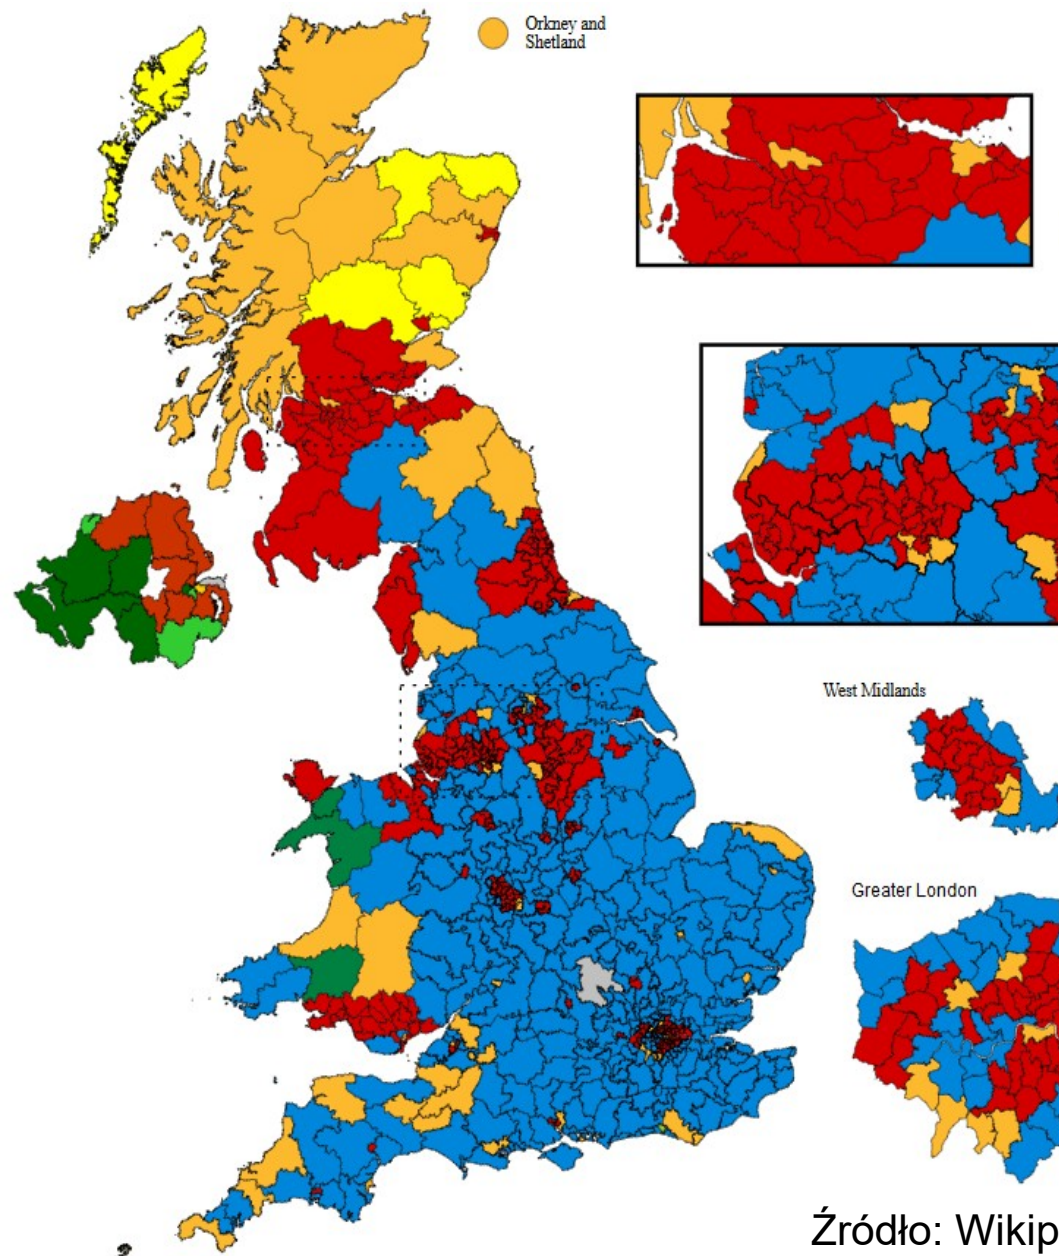 Orkney and
Shetland
West Midlands
Greater London
Źródło: Wikip